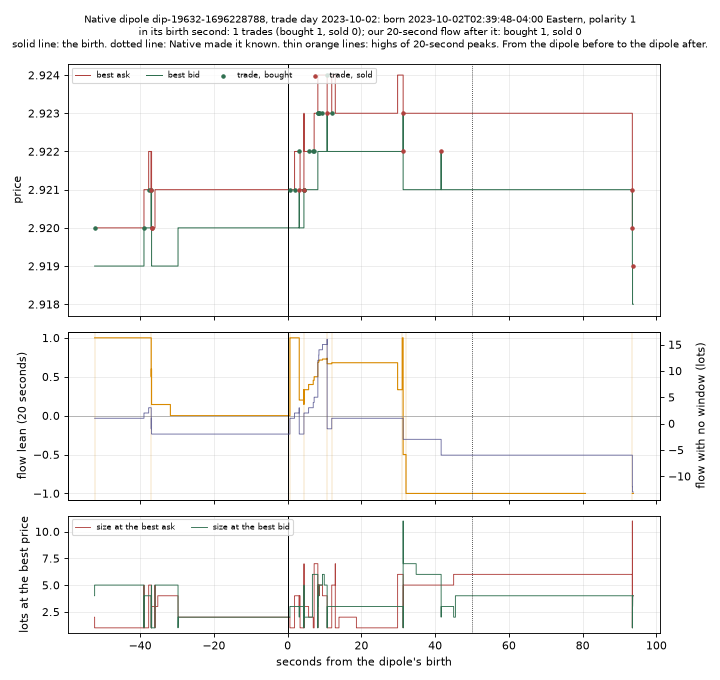 Native dipole dip-19632-1696228788, trade day 2023-10-02: born 2023-10-02T02:39:48-04:00 Eastern, polarity 1
in its birth second: 1 trades (bought 1, sold 0); our 20-second flow after it: bought 1, sold 0
solid line: the birth. dotted line: Native made it known. thin orange lines: highs of 20-second peaks. From the dipole before to the dipole after.
best ask best bid trade, bought trade, sold
2.924
2.923
2.922
2.921
2.920
2.919
2.918
price
1.0
0.5
0.0
−0.5
−1.0
flow lean (20 seconds)
15
10
5
0
−5
−10
flow with no window (lots)
size at the best ask size at the best bid
10.0
7.5
5.0
2.5
lots at the best price
−40 −20 0 20 40 60 80 100
seconds from the dipole's birth